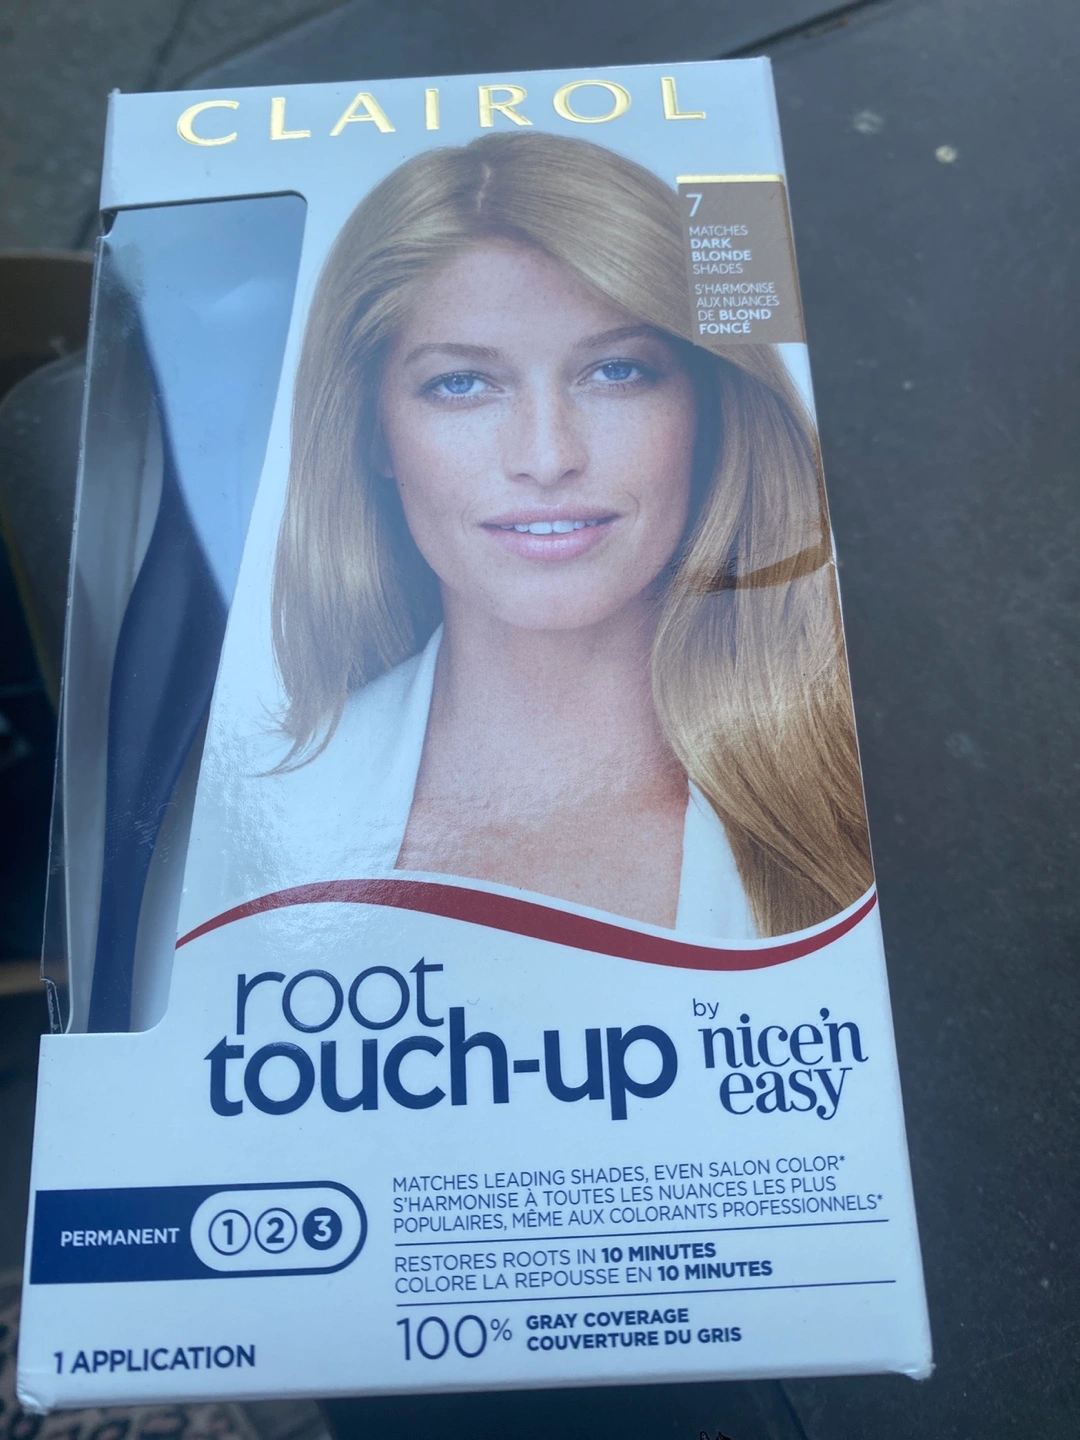 CLAIROL
7
MATCHES
DARK
BLONDE
SHADES
S'HARMONISE
AUX NUANCES
DE BLOND
FONCÉ
root
touch-up
by
nice'n
easy
PERMANENT 1 2 3
1 APPLICATION
MATCHES LEADING SHADES, EVEN SALON COLOR*
S'HARMONISE À TOUTES LES NUANCES LES PLUS
POPULAIRES, MÊME AUX COLORANTS PROFESSIONNELS*
RESTORES ROOTS IN 10 MINUTES
COLORE LA REPOUSSE EN 10 MINUTES
100% GRAY COVERAGE
COUVERTURE DU GRIS